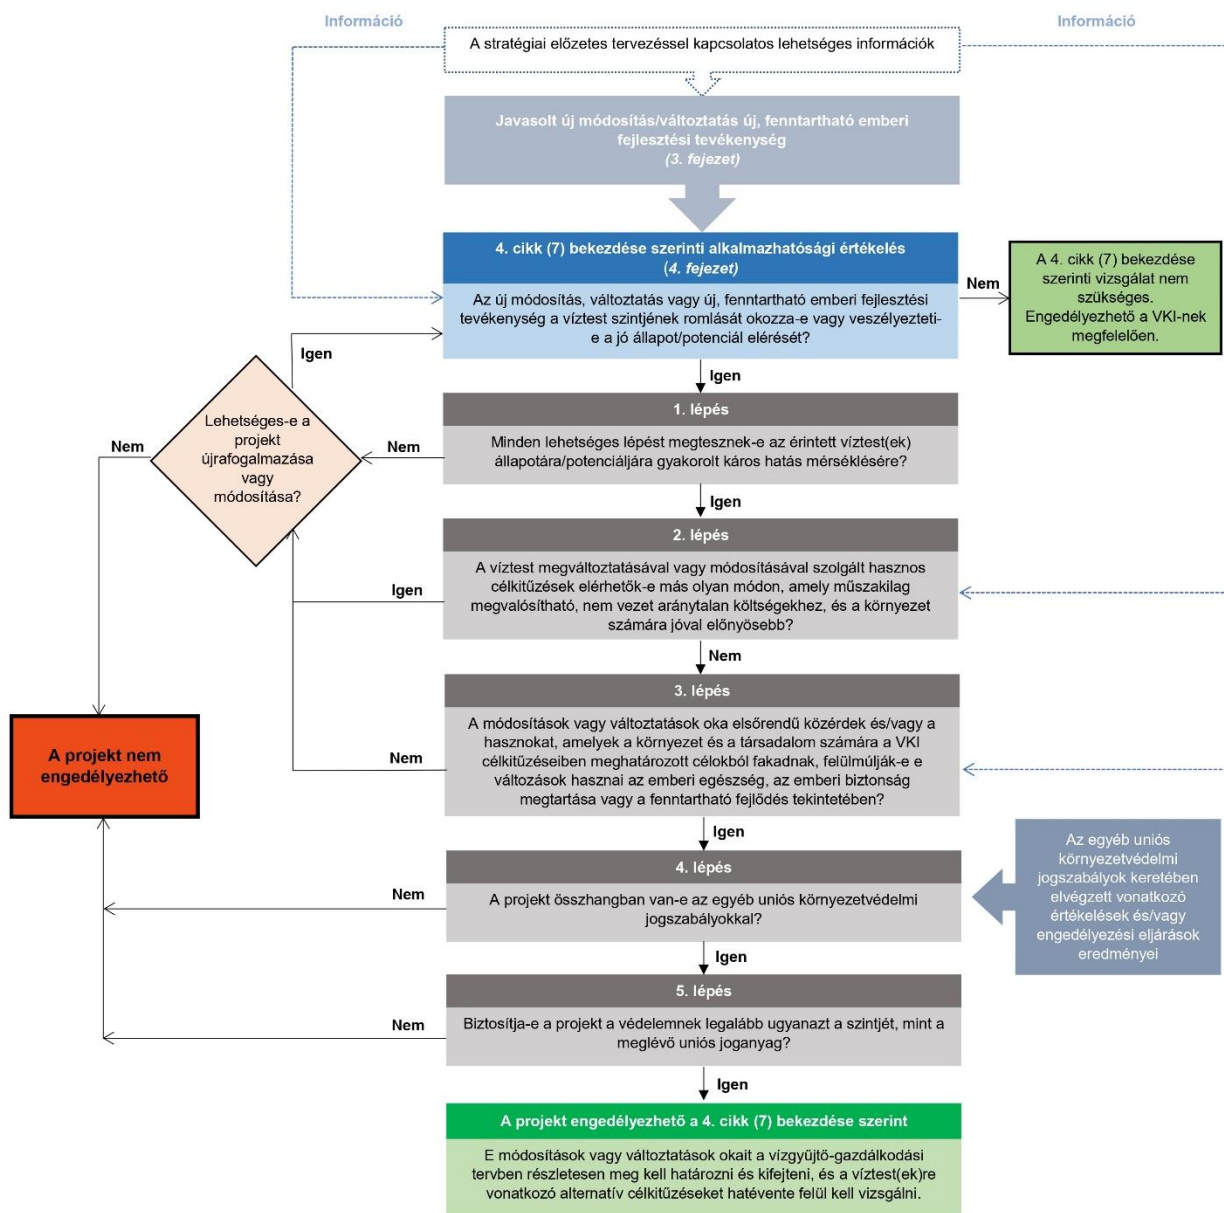 Információ
Információ
A stratégiai előzetes tervezéssel kapcsolatos lehetséges információk
Javasolt új módosítás/változtatás új, fenntartható emberi
fejlesztési tevékenység
(3. fejezet)
4. cikk (7) bekezdése szerinti alkalmazhatósági értékelés
(4. fejezet)
Az új módosítás, változtatás vagy új, fenntartható emberi fejlesztési
tevékenység a víztest szintjének romlását okozza-e vagy veszélyezteti-
e a jó állapot/potenciál elérését?
Nem
A 4. cikk (7) bekezdése
szerinti vizsgálat nem
szükséges.
Engedélyezhető a VKI-nek
megfelelően.
Igen
Igen
1. lépés
Minden lehetséges lépést megtesznek-e az érintett víztest(ek)
állapotára/potenciáljára gyakorolt káros hatás mérséklésére?
Nem
Lehetséges-e a
projekt
újrafogalmazása
vagy
módosítása?
Nem
Igen
2. lépés
A víztest megváltoztatásával vagy módosításával szolgált hasznos
célkitűzések elérhetők-e más olyan módon, amely műszakilag
megvalósítható, nem vezet aránytalan költségekhez, és a környezet
számára jóval előnyösebb?
Igen
Nem
3. lépés
A módosítások vagy változtatások oka elsőrendű közérdek és/vagy a
hasznokat, amelyek a környezet és a társadalom számára a VKI
célkitűzéseiben meghatározott célokból fakadnak, felülmúlják-e e
változások hasznai az emberi egészség, az emberi biztonság
megtartása vagy a fenntartható fejlődés tekintetében?
Nem
A projekt nem
engedélyezhető
Igen
4. lépés
A projekt összhangban van-e az egyéb uniós környezetvédelmi
jogszabályokkal?
Nem
Az egyéb uniós
környezetvédelmi
jogszabályok keretében
elvégzett vonatkozó
értékelések és/vagy
engedélyezési eljárások
eredményei
Igen
5. lépés
Biztosítja-e a projekt a védelemnek legalább ugyanazt a szintjét, mint a
meglévő uniós joganyag?
Nem
Igen
A projekt engedélyezhető a 4. cikk (7) bekezdése szerint
E módosítások vagy változtatások okait a vízgyűjtő-gazdálkodási
tervben részletesen meg kell határozni és kifejteni, és a víztest(ek)re
vonatkozó alternatív célkitűzéseket hatévente felül kell vizsgálni.